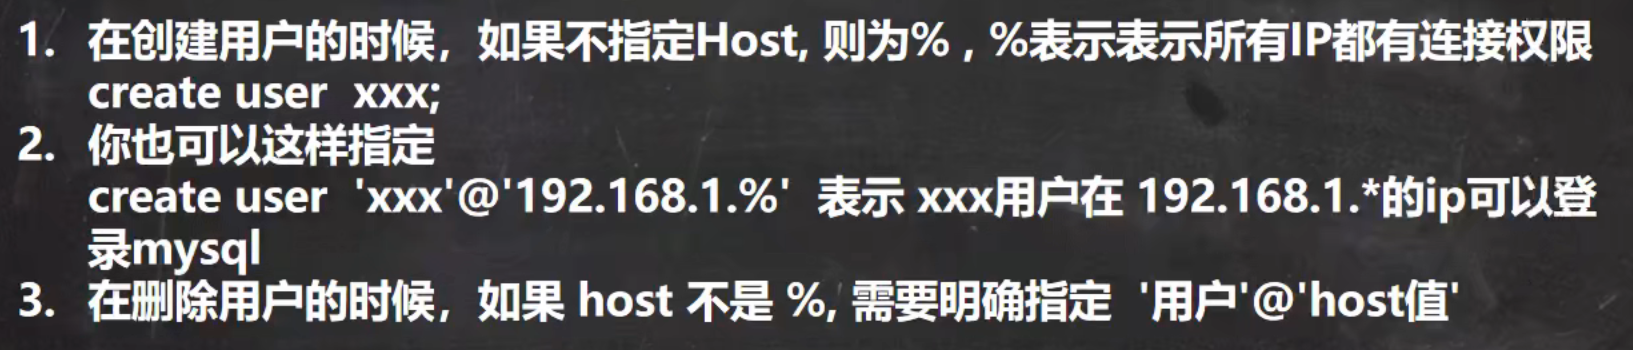 1. 在创建用户的时候，如果不指定Host, 则为% , %表示表示所有IP都有连接权限
create user  xxx;
2. 你也可以这样指定
create user  'xxx'@'192.168.1.%'  表示 xxx用户在 192.168.1.*的ip可以登
录mysql
3. 在删除用户的时候，如果 host 不是 %, 需要明确指定  '用户'@'host值'